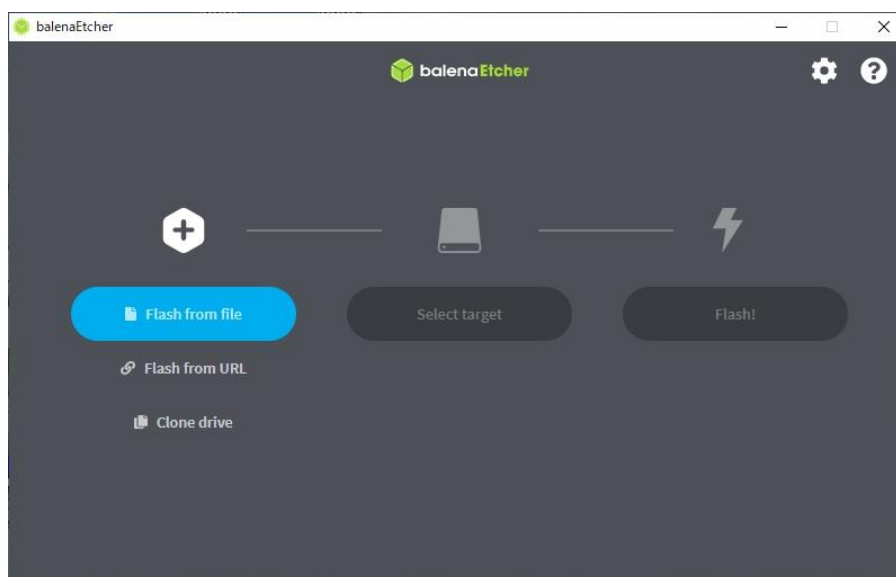 balenaEtcher
balenaEtcher
Flash from file
Select target
Flash!
Flash from URL
Clone drive